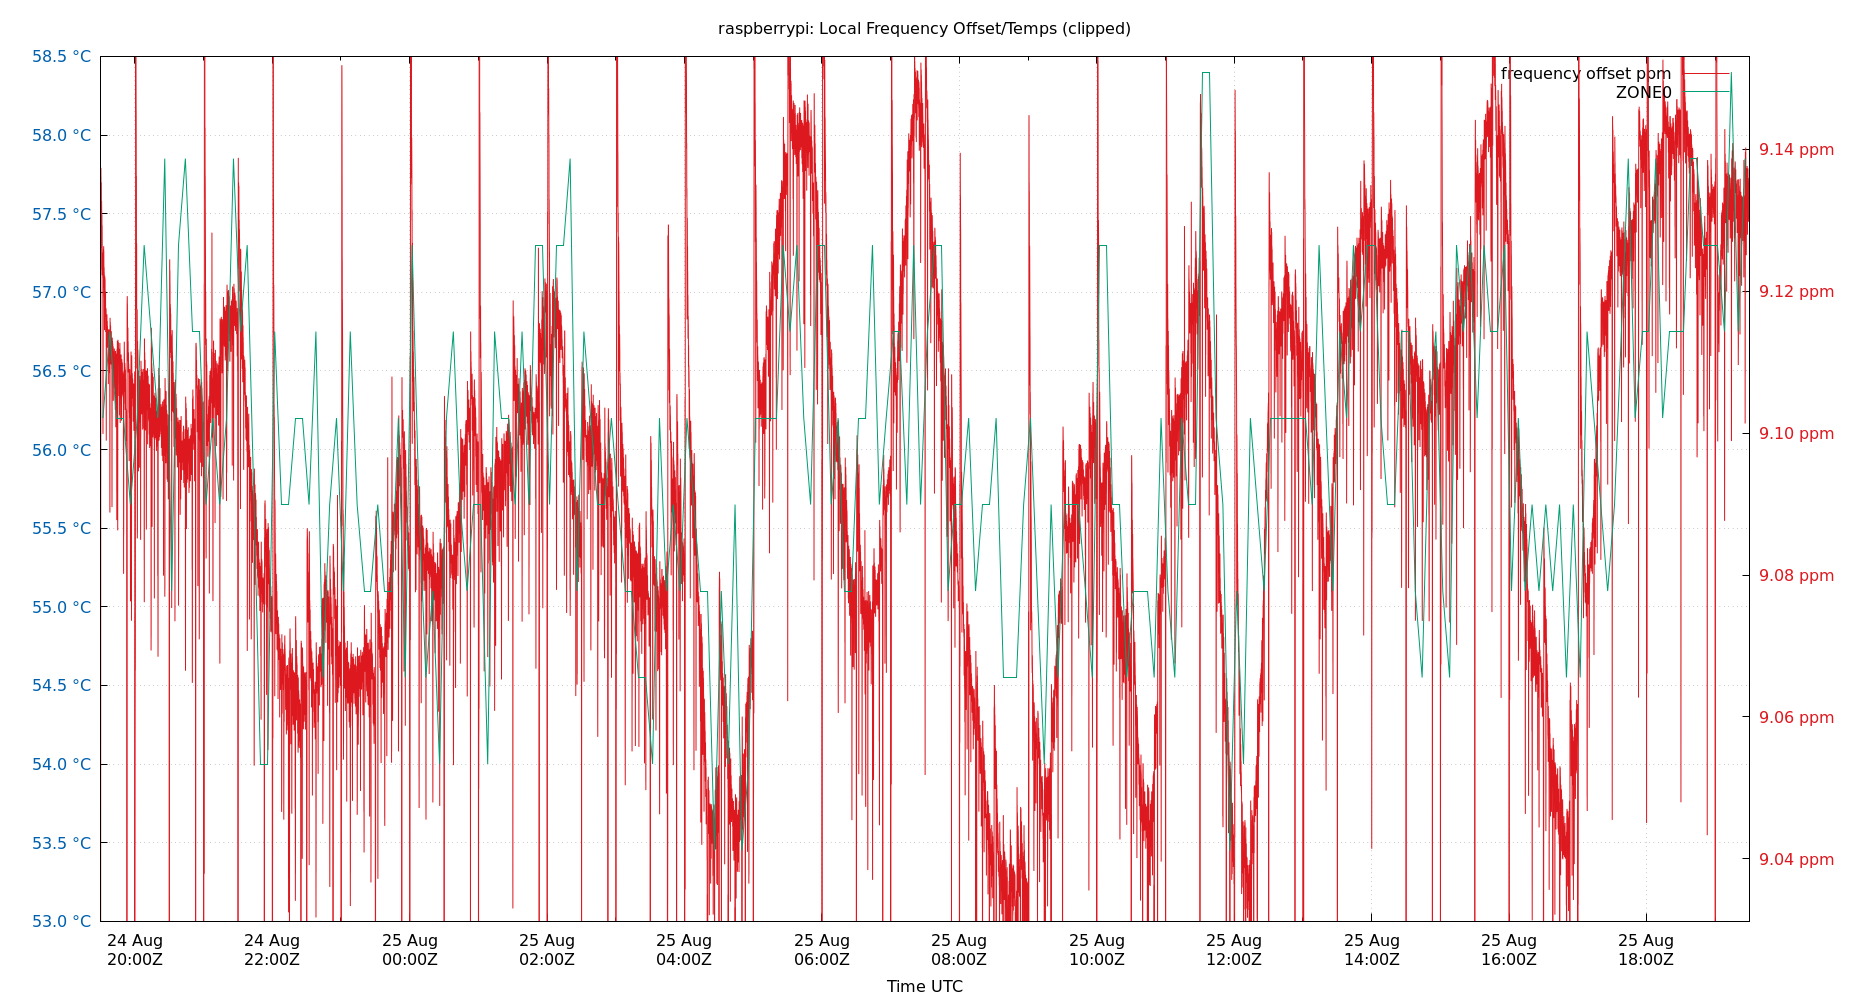 raspberrypi: Local Frequency Offset/Temps (clipped)
frequency offset ppm
ZONE0
58.5 °C
58.0 °C
57.5 °C
57.0 °C
56.5 °C
56.0 °C
55.5 °C
55.0 °C
54.5 °C
54.0 °C
53.5 °C
53.0 °C
9.14 ppm
9.12 ppm
9.10 ppm
9.08 ppm
9.06 ppm
9.04 ppm
24 Aug 24 Aug 25 Aug 25 Aug 25 Aug 25 Aug 25 Aug 25 Aug 25 Aug 25 Aug 25 Aug 25 Aug
20:00Z 22:00Z 00:00Z 02:00Z 04:00Z 06:00Z 08:00Z 10:00Z 12:00Z 14:00Z 16:00Z 18:00Z
Time UTC